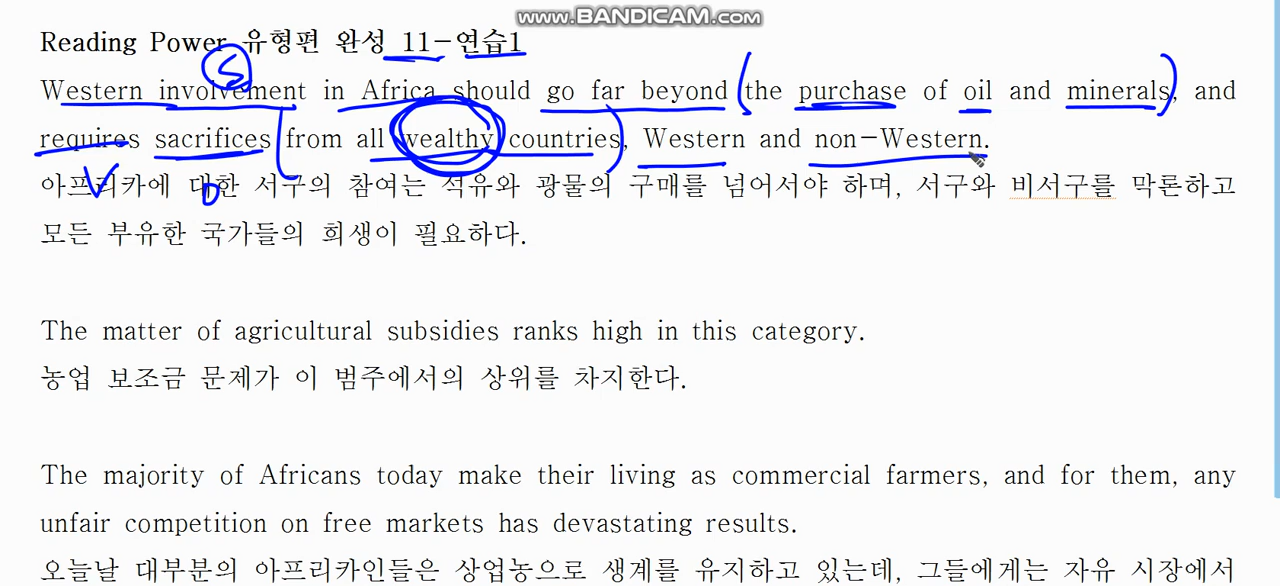 www.BANDICAM.com
Reading Power 유형편 완성 11-연습1
S
Western involvement in Africa should go far beyond (the purchase of oil and minerals), and
requires sacrifices (from all wealthy countries), Western and non-Western.
V O
아프리카에 대한 서구의 참여는 석유와 광물의 구매를 넘어서야 하며, 서구와 비서구를 막론하고
모든 부유한 국가들의 희생이 필요하다.
The matter of agricultural subsidies ranks high in this category.
농업 보조금 문제가 이 범주에서의 상위를 차지한다.
The majority of Africans today make their living as commercial farmers, and for them, any
unfair competition on free markets has devastating results.
오늘날 대부분의 아프리카인들은 상업농으로 생계를 유지하고 있는데, 그들에게는 자유 시장에서